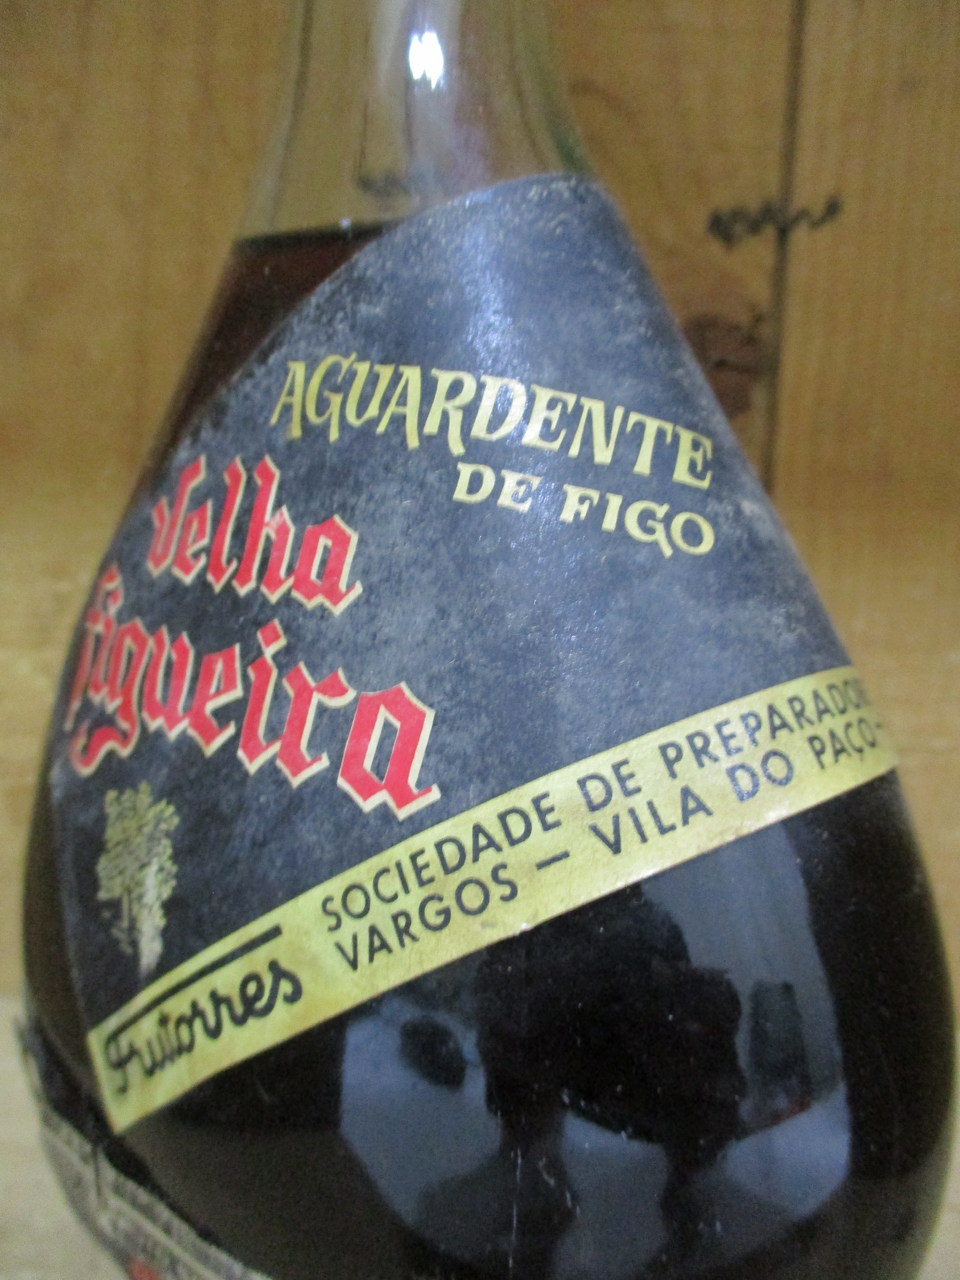 AGUARDENTE
DE FIGO
Velha
figueira
Frutorres
SOCIEDADE DE PREPARADOR
VARGOS — VILA DO PAÇO-